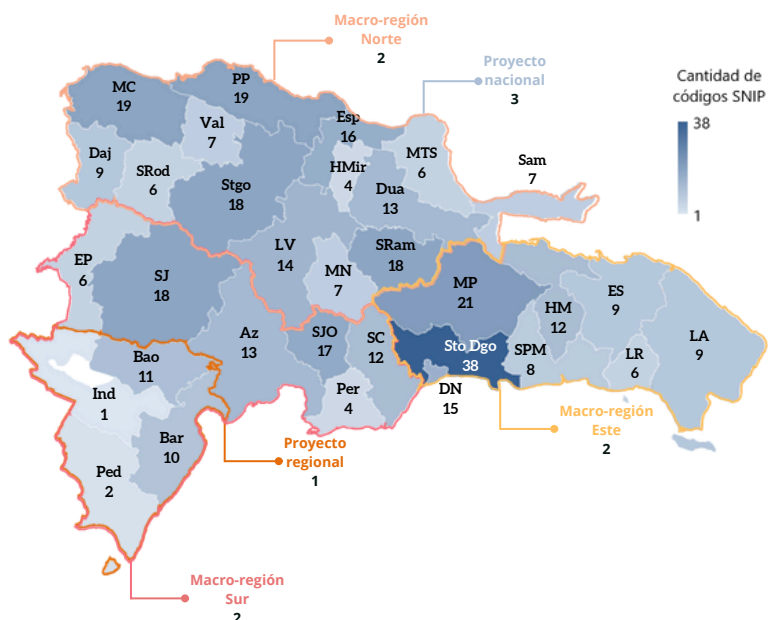 Macro-región
Norte
2
Proyecto
nacional
3
Cantidad de
códigos SNIP
38
1
MC
19
PP
19
Val
7
Esp
16
Daj
9
SRod
6
Stgo
18
HMir
4
MTS
6
Dua
13
Sam
7
EP
6
SJ
18
LV
14
MN
7
SRam
18
MP
21
HM
12
ES
9
LA
9
Az
13
SJO
17
SC
12
Sto Dgo
38
SPM
8
LR
6
Bao
11
Per
4
DN
15
Ind
1
Bar
10
Ped
2
Macro-región
Este
2
Proyecto
regional
1
Macro-región
Sur
2